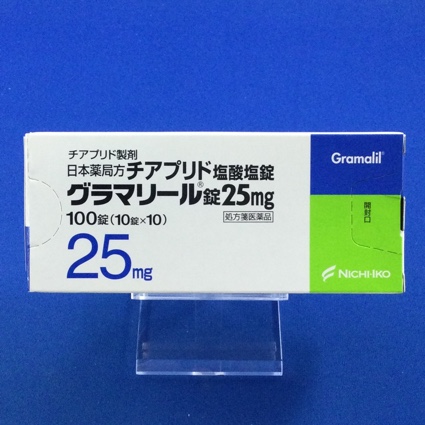 チアプリド製剤
日本薬局方チアプリド塩酸塩錠
グラマリール®錠25mg
100錠(10錠×10)
処方箋医薬品
25mg
Gramalil®
開封口
NICHI-IKO